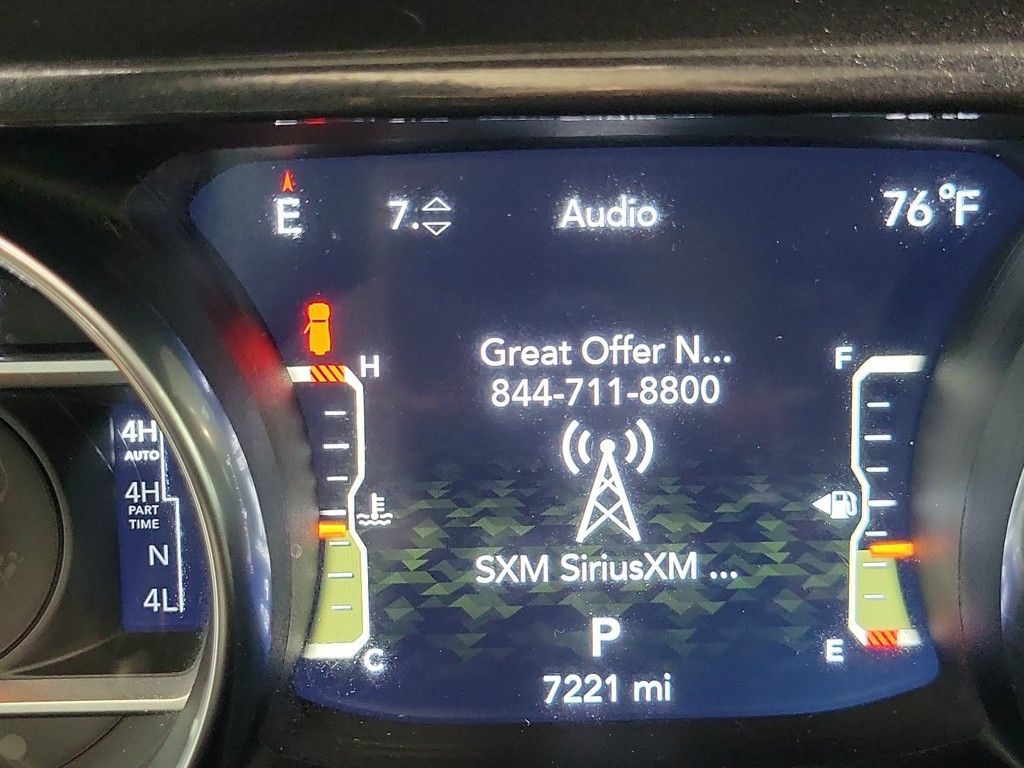 E 7. Audio 76°F
Great Offer N...
844-711-8800
SXM SiriusXM ...
P
7221 mi
H
C
F
E
4H
AUTO
4H
PART
TIME
N
4L